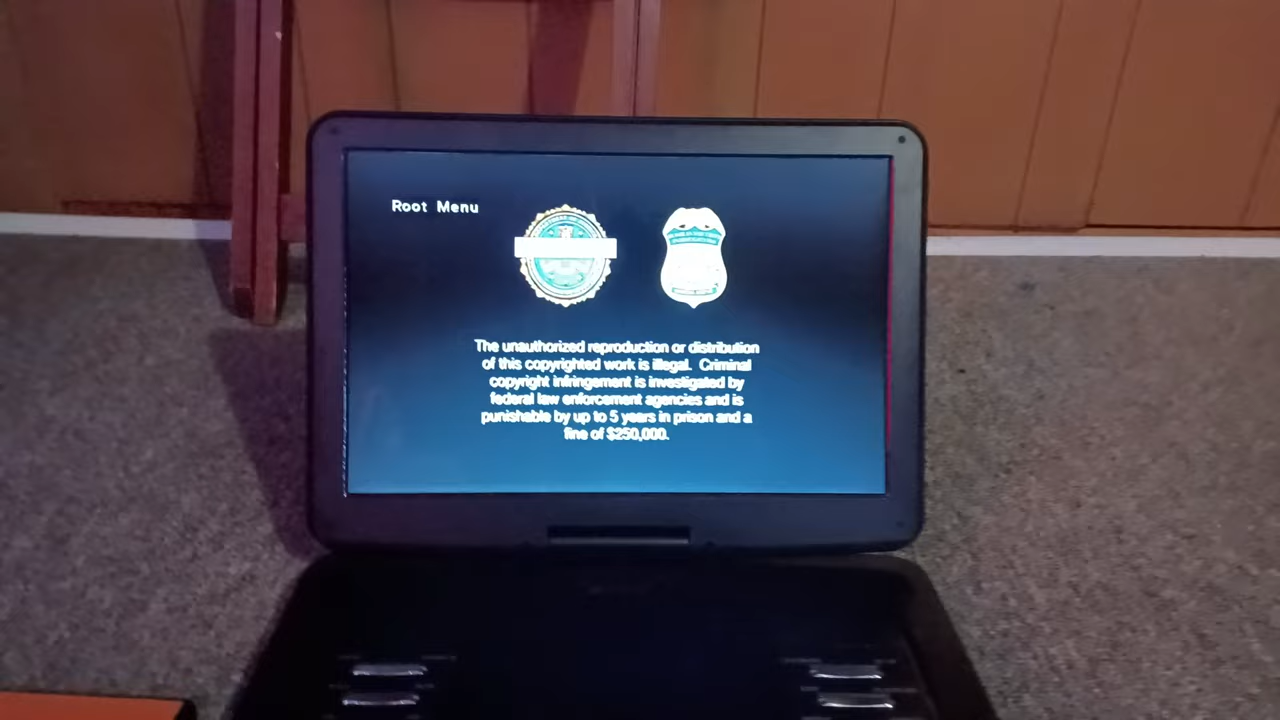 Root Menu
The unauthorized reproduction or distribution
of this copyrighted work is illegal. Criminal
copyright infringement is investigated by
federal law enforcement agencies and is
punishable by up to 5 years in prison and a
fine of $250,000.